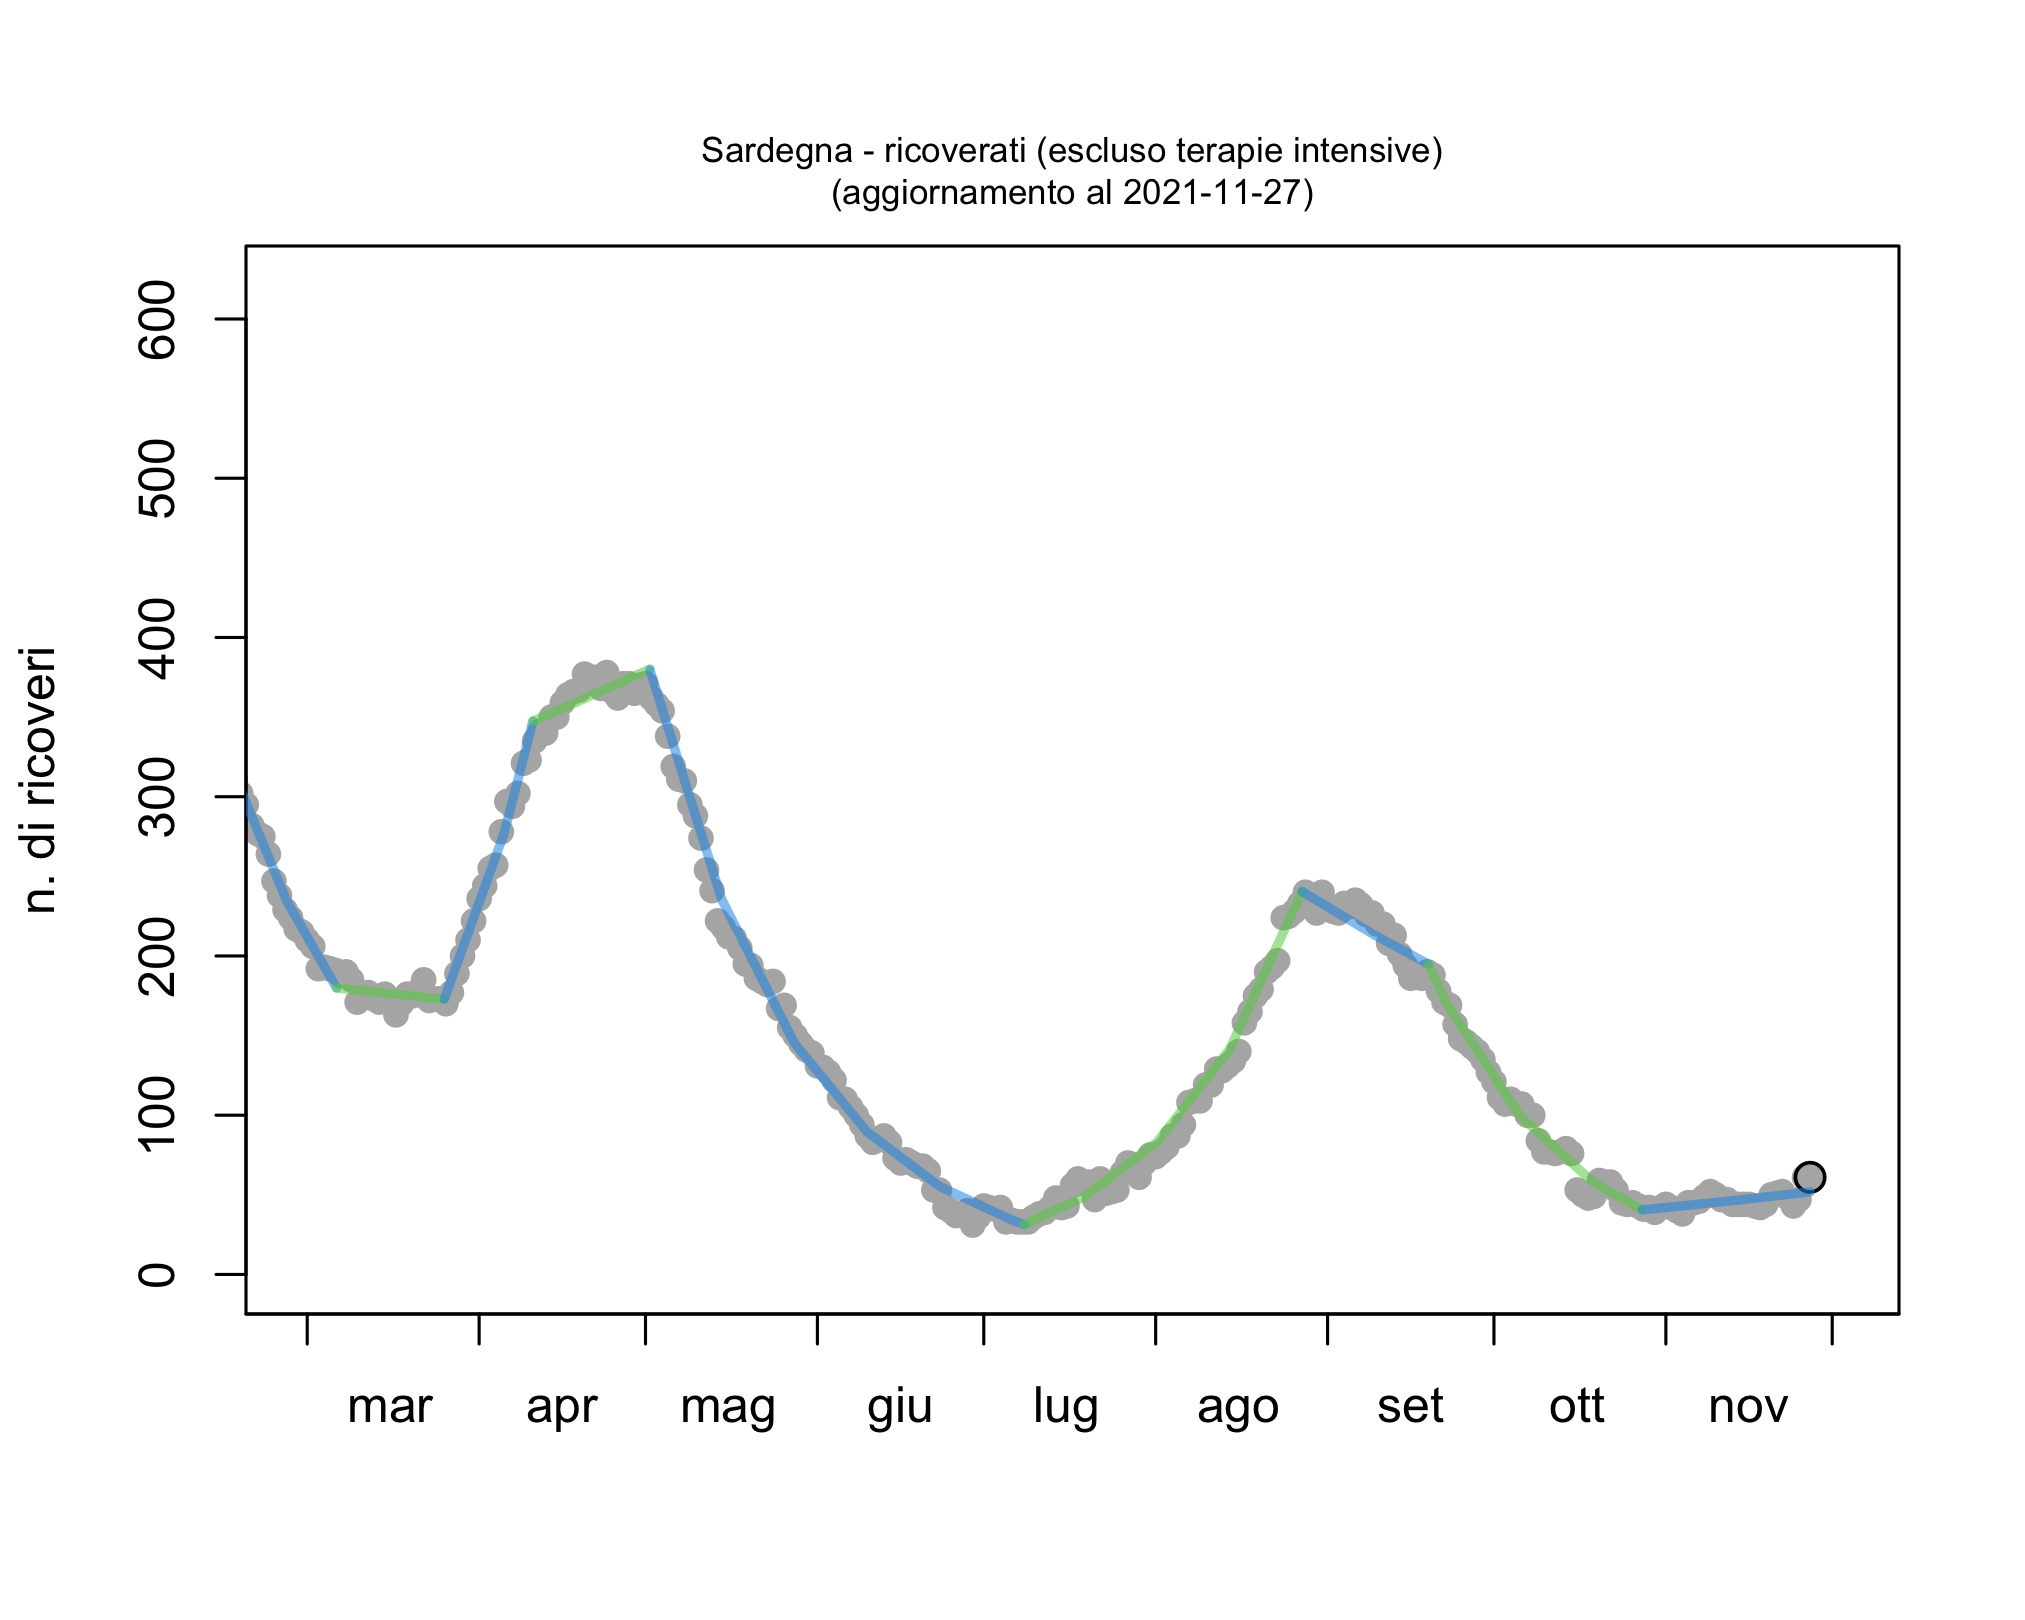 Sardegna - ricoverati (escluso terapie intensive)
(aggiornamento al 2021-11-27)
n. di ricoveri
600
500
400
300
200
100
0
mar apr mag giu lug ago set ott nov